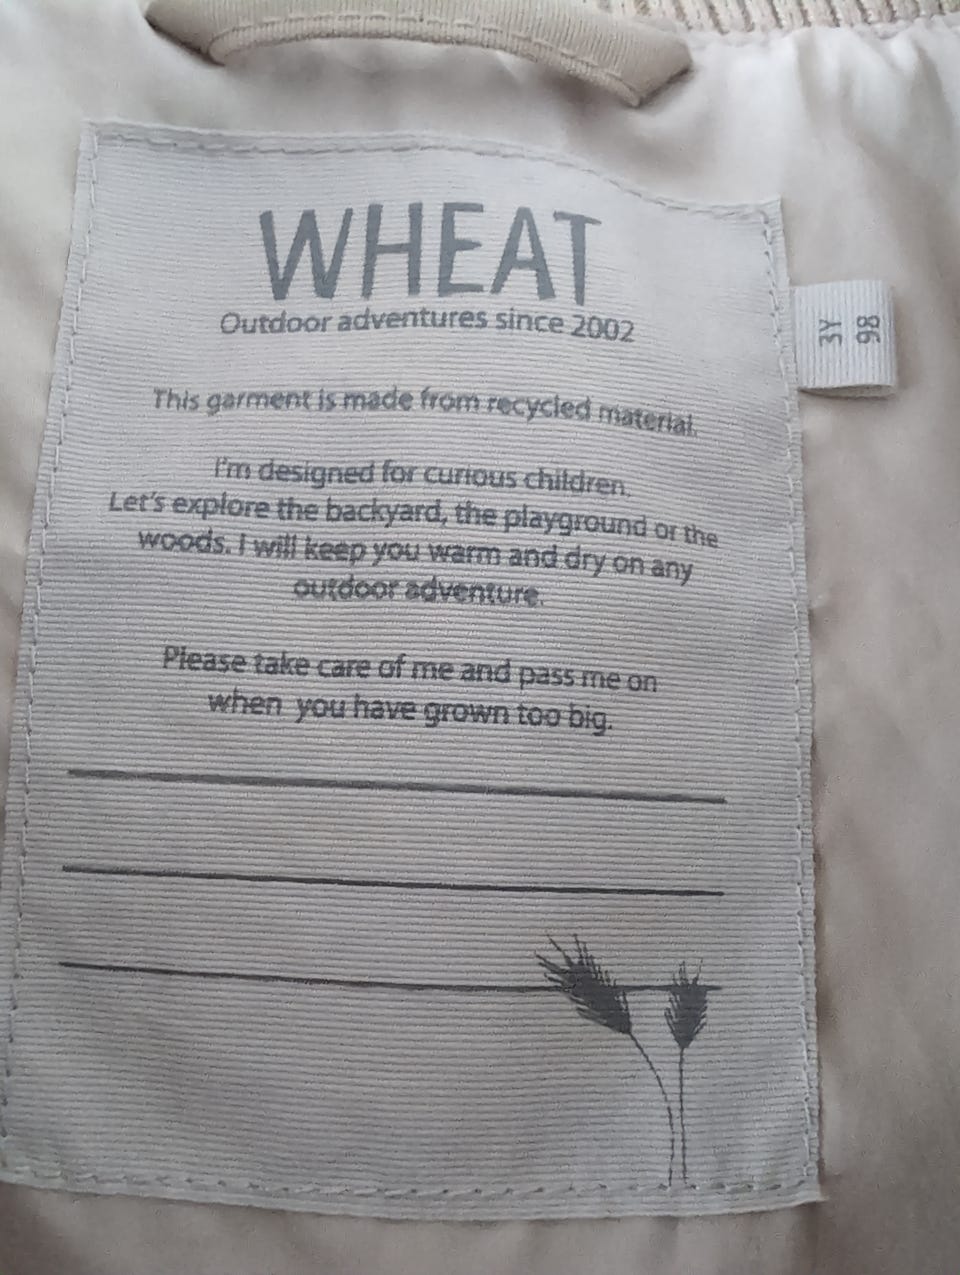 WHEAT
Outdoor adventures since 2002
This garment is made from recycled material.
I'm designed for curious children.
Let's explore the backyard, the playground or the
woods. I will keep you warm and dry on any
outdoor adventure.
Please take care of me and pass me on
when you have grown too big.
3Y
98